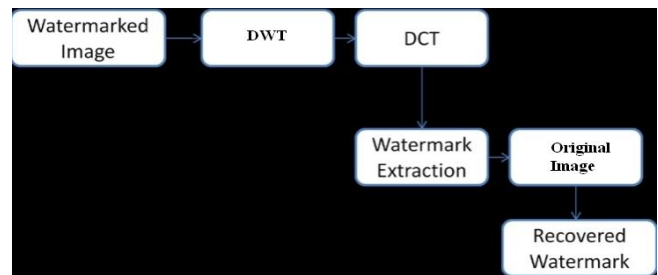 Watermarked
Image
DWT
DCT
Watermark
Extraction
Original
Image
Recovered
Watermark